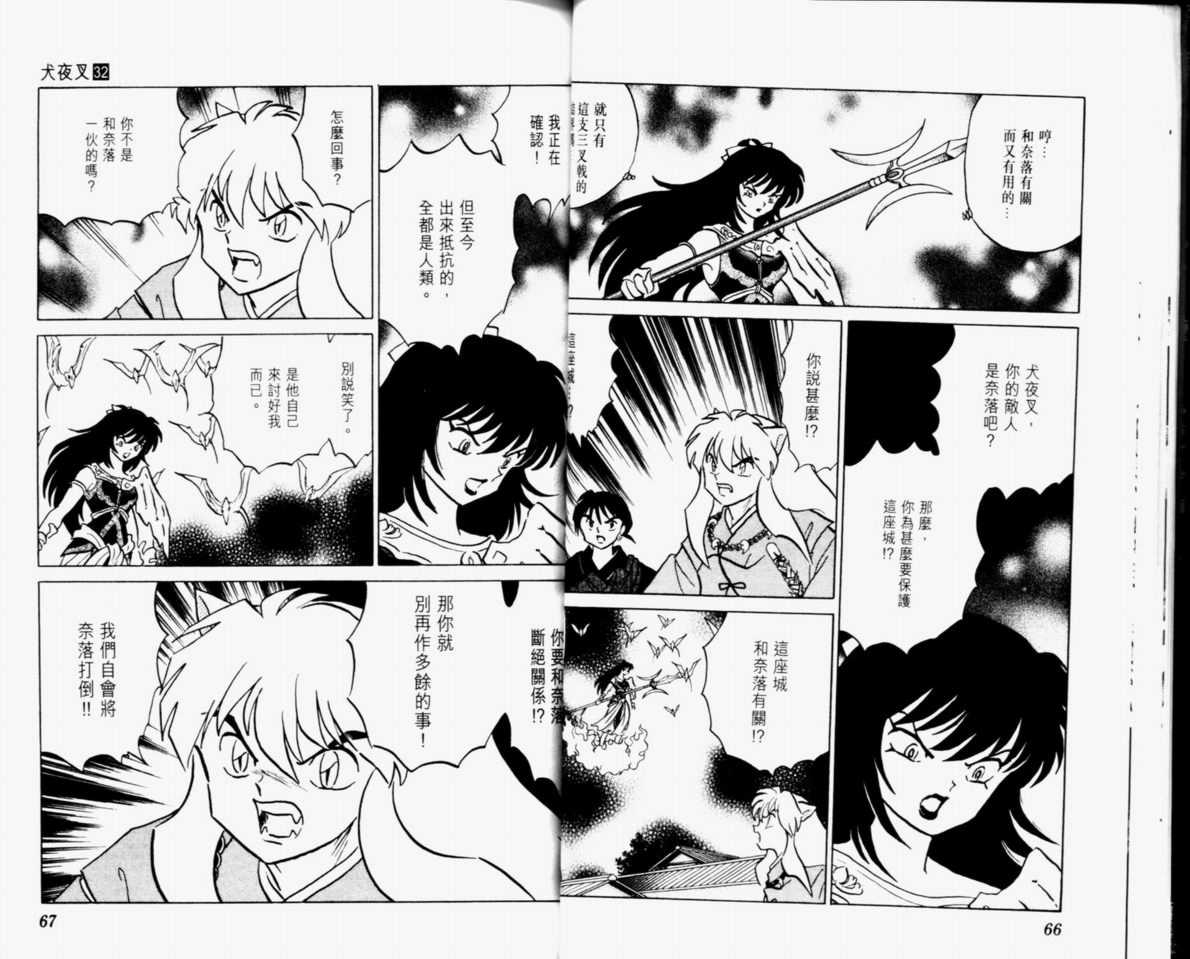 哼…
和奈落有關
而又有用的…
就只有
這支三叉戟的
犬夜叉，
你的敵人
是奈落吧？
那麼，
你為甚麼要保護
這座城!?
你說甚麼!?
這座城
和奈落有關!?
66
犬夜叉32
我正在
確認！
但至今
出來抵抗的，
全都是人類。
怎麼回事？
你不是
和奈落
一伙的嗎？
別說笑了。
是他自己
來討好我
而已。
你要和奈落
斷絕關係!?
那你就
別再作多餘的事！
我們自會將
奈落打倒!!
67